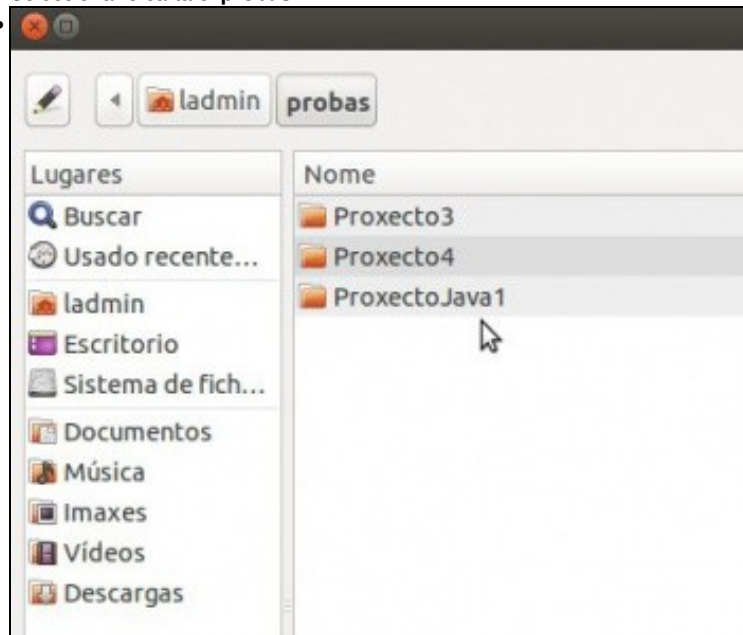 ladmin probas
Lugares
Nome
Buscar
Proxecto3
Usado recente...
Proxecto4
ladmin
ProxectoJava1
Escritorio
Sistema de fich...
Documentos
Música
Imaxes
Vídeos
Descargas